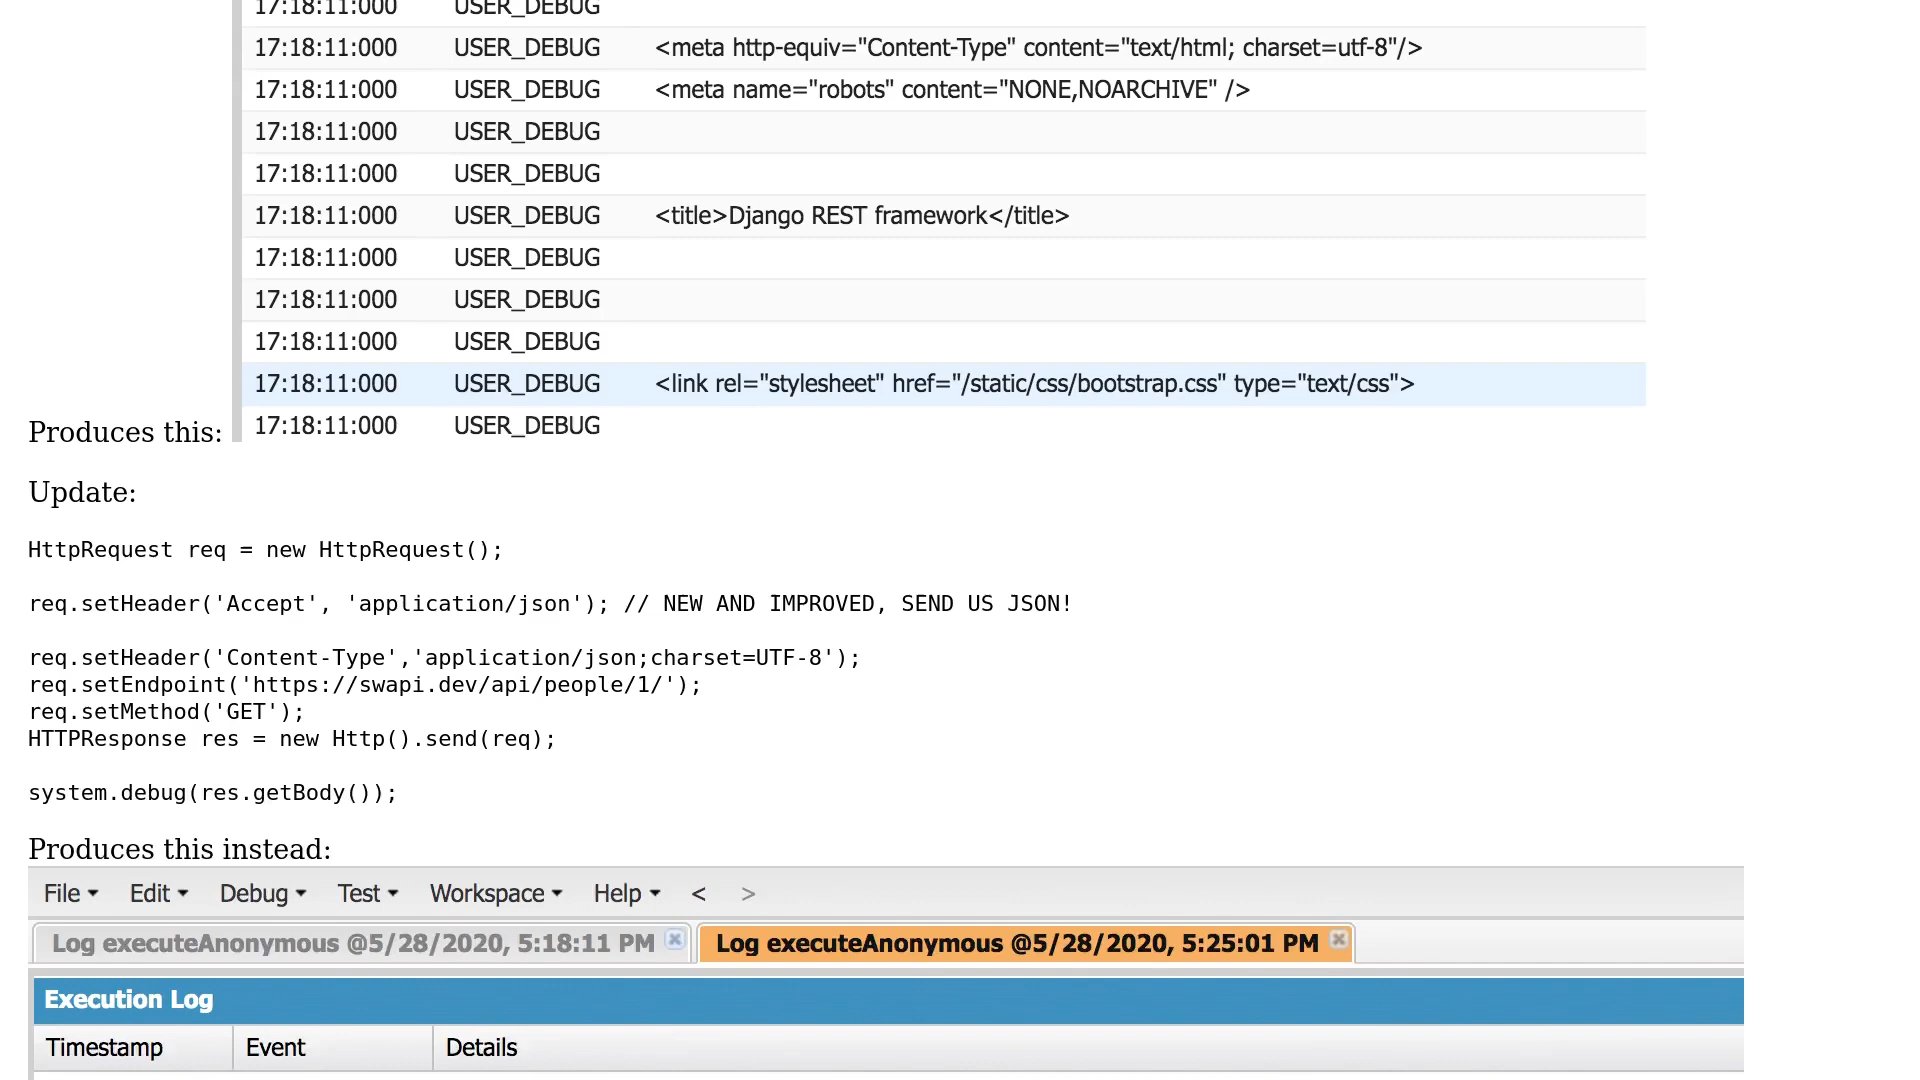 17:18:11:000 USER_DEBUG
17:18:11:000 USER_DEBUG <meta http-equiv="Content-Type" content="text/html; charset=utf-8"/>
17:18:11:000 USER_DEBUG <meta name="robots" content="NONE,NOARCHIVE" />
17:18:11:000 USER_DEBUG
17:18:11:000 USER_DEBUG
17:18:11:000 USER_DEBUG <title>Django REST framework</title>
17:18:11:000 USER_DEBUG
17:18:11:000 USER_DEBUG
17:18:11:000 USER_DEBUG
17:18:11:000 USER_DEBUG <link rel="stylesheet" href="/static/css/bootstrap.css" type="text/css">
17:18:11:000 USER_DEBUG
Produces this:
Update:
HttpRequest req = new HttpRequest();
req.setHeader('Accept', 'application/json'); // NEW AND IMPROVED, SEND US JSON!
req.setHeader('Content-Type','application/json;charset=UTF-8');
req.setEndpoint('https://swapi.dev/api/people/1/');
req.setMethod('GET');
HTTPResponse res = new Http().send(req);
system.debug(res.getBody());
Produces this instead:
File Edit Debug Test Workspace Help < >
Log executeAnonymous @5/28/2020, 5:18:11 PM Log executeAnonymous @5/28/2020, 5:25:01 PM
Execution Log
Timestamp Event Details